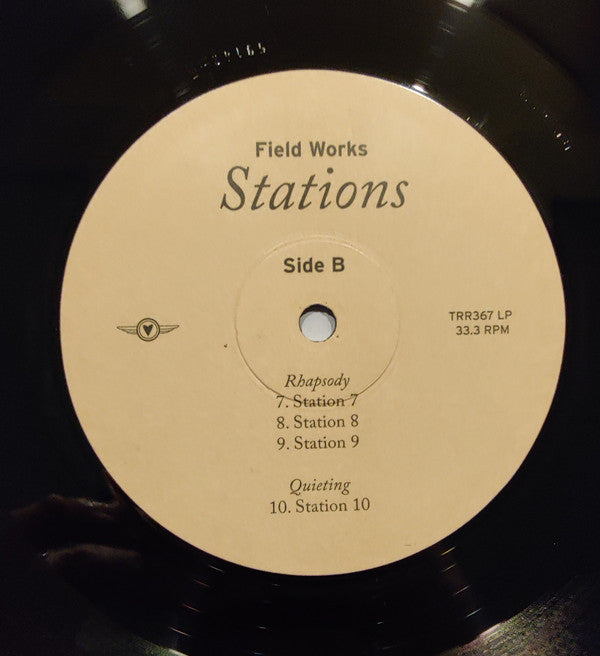 Field Works
Stations
Side B
TRR367 LP
33.3 RPM
Rhapsody
7. Station 7
8. Station 8
9. Station 9
Quieting
10. Station 10